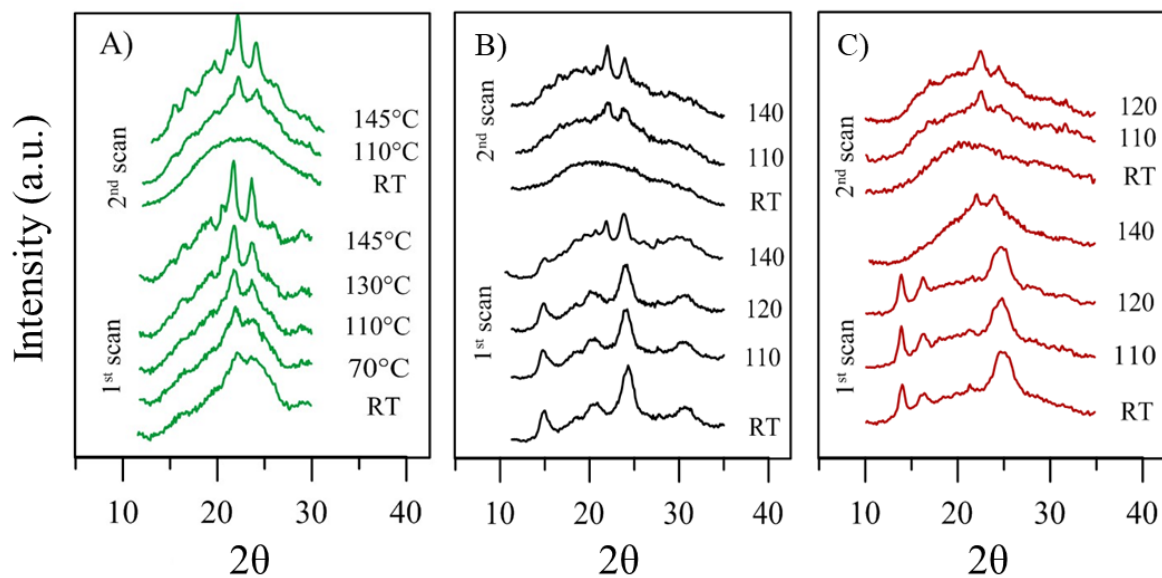 Intensity (a.u.)
A)
2nd scan
145°C
110°C
RT
1st scan
145°C
130°C
110°C
70°C
RT
10 20 30 40
2θ
B)
2nd scan
140
110
RT
1st scan
140
120
110
RT
10 20 30 40
2θ
C)
2nd scan
120
110
RT
1st scan
140
120
110
RT
10 20 30 40
2θ